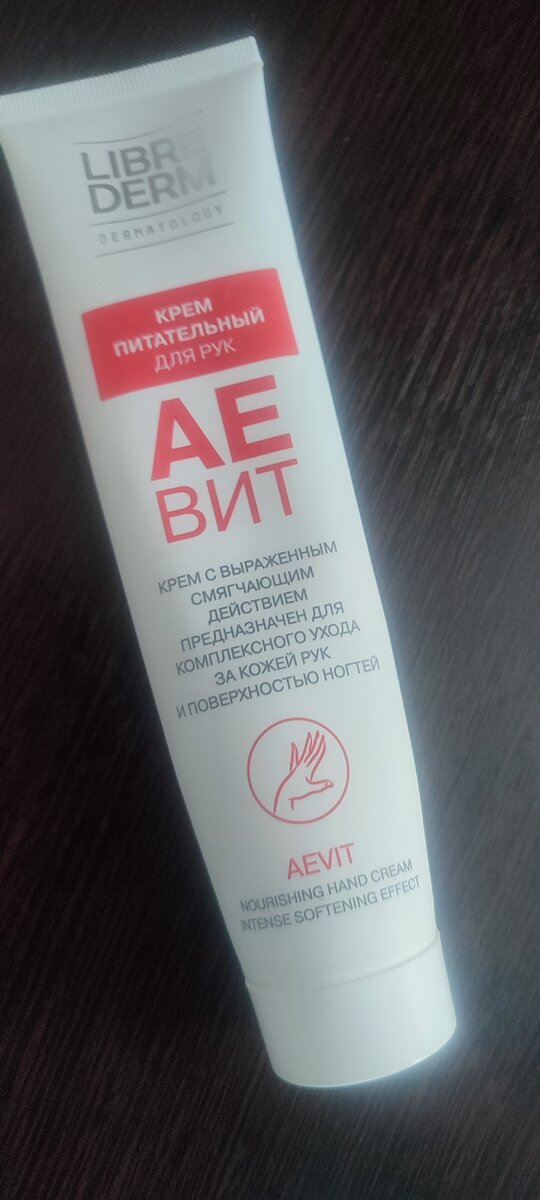 LIBRE
DERM
DERMATOLOGY
КРЕМ
ПИТАТЕЛЬНЫЙ
ДЛЯ РУК
АЕ
ВИТ
КРЕМ С ВЫРАЖЕННЫМ
СМЯГЧАЮЩИМ
ДЕЙСТВИЕМ
ПРЕДНАЗНАЧЕН ДЛЯ
КОМПЛЕКСНОГО УХОДА
ЗА КОЖЕЙ РУК
И ПОВЕРХНОСТЬЮ НОГТЕЙ
AEVIT
NOURISHING HAND CREAM
INTENSE SOFTENING EFFECT